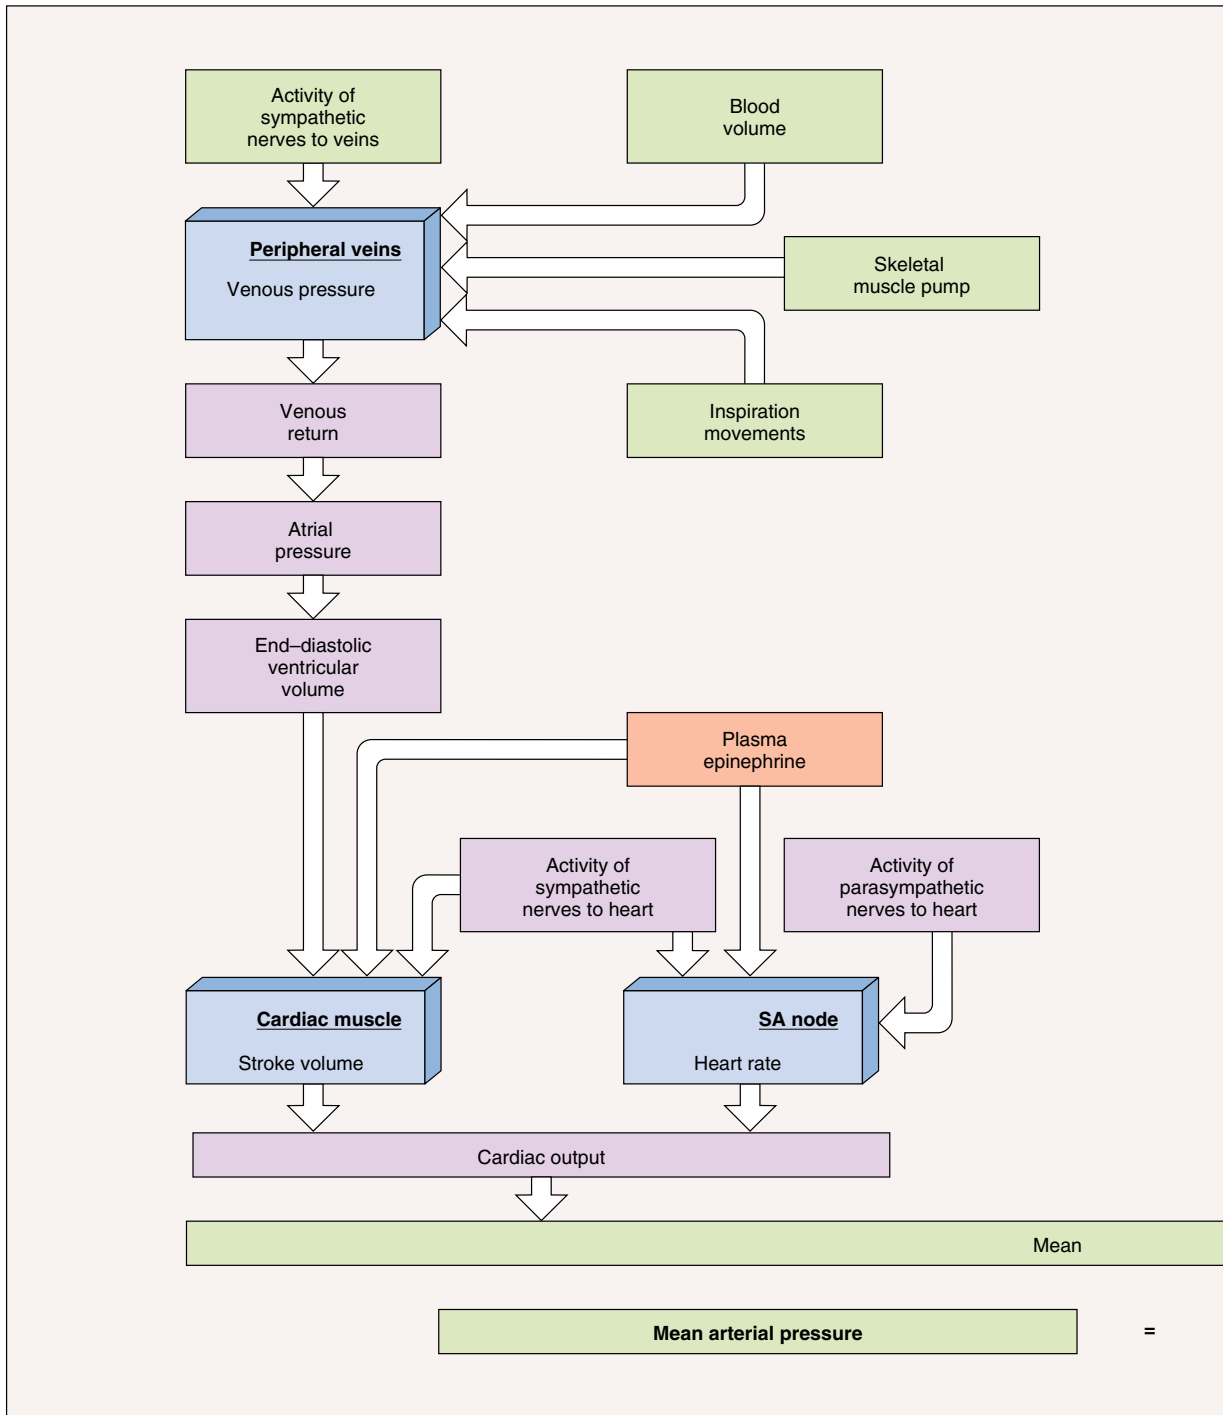 Activity of
sympathetic
nerves to veins
Blood
volume
Peripheral veins
Venous pressure
Skeletal
muscle pump
Venous
return
Inspiration
movements
Atrial
pressure
End–diastolic
ventricular
volume
Plasma
epinephrine
Activity of
sympathetic
nerves to heart
Activity of
parasympathetic
nerves to heart
Cardiac muscle
Stroke volume
SA node
Heart rate
Cardiac output
Mean
Mean arterial pressure =